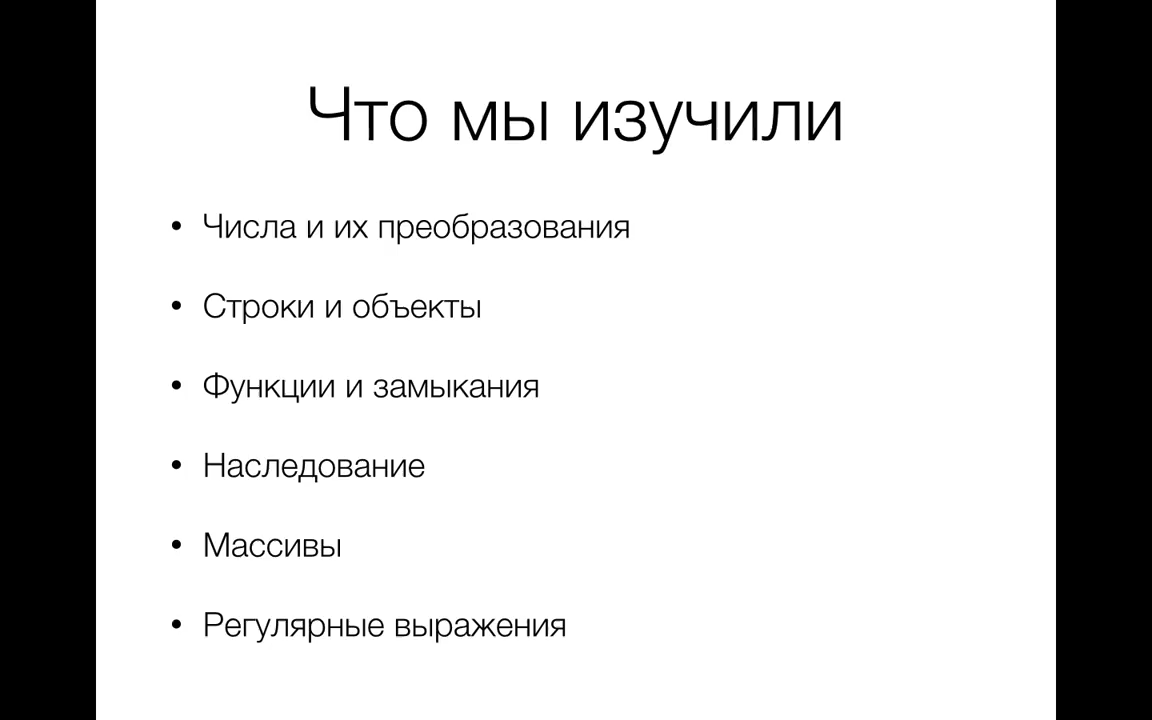 Что мы изучили
• Числа и их преобразования
• Строки и объекты
• Функции и замыкания
• Наследование
• Массивы
• Регулярные выражения